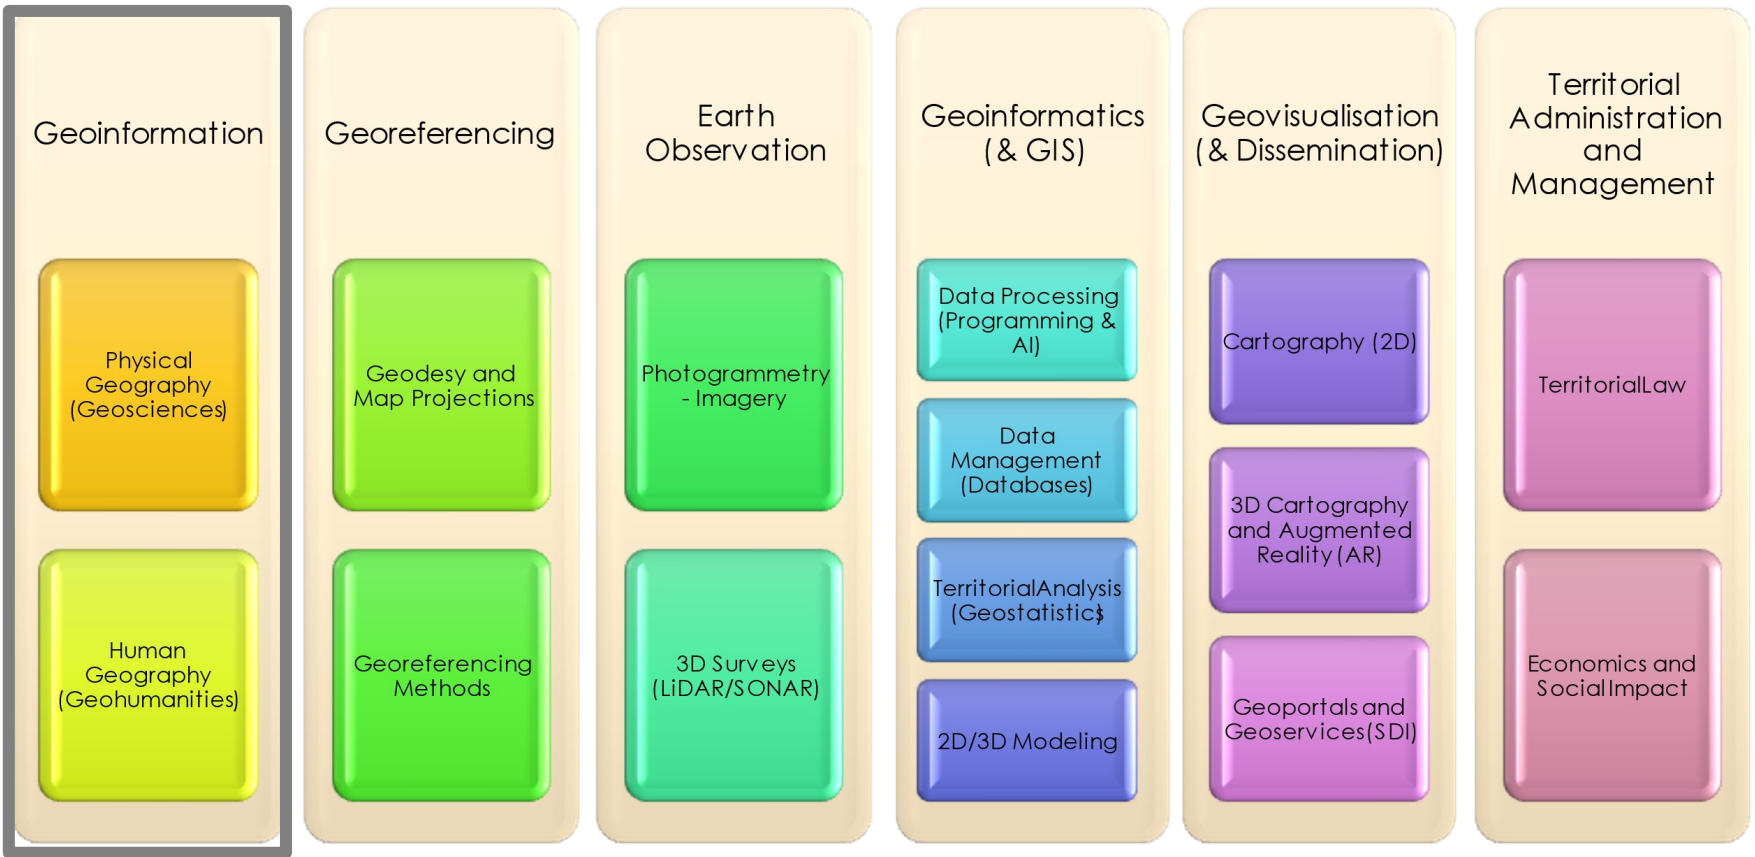 Geoinformation
Physical
Geography
(Geosciences)
Human
Geography
(Geohumanities)
Georeferencing
Geodesy and
Map Projections
Georeferencing
Methods
Earth
Observation
Photogrammetry
- Imagery
3D Surveys
(LiDAR/SONAR)
Geoinformatics
(& GIS)
Data Processing
(Programming &
AI)
Data
Management
(Databases)
TerritorialAnalysis
(Geostatistics)
2D/3D Modeling
Geovisualisation
(& Dissemination)
Cartography (2D)
3D Cartography
and Augmented
Reality (AR)
Geoportals and
Geoservices(SDI)
Territorial
Administration
and
Management
TerritorialLaw
Economics and
Social Impact